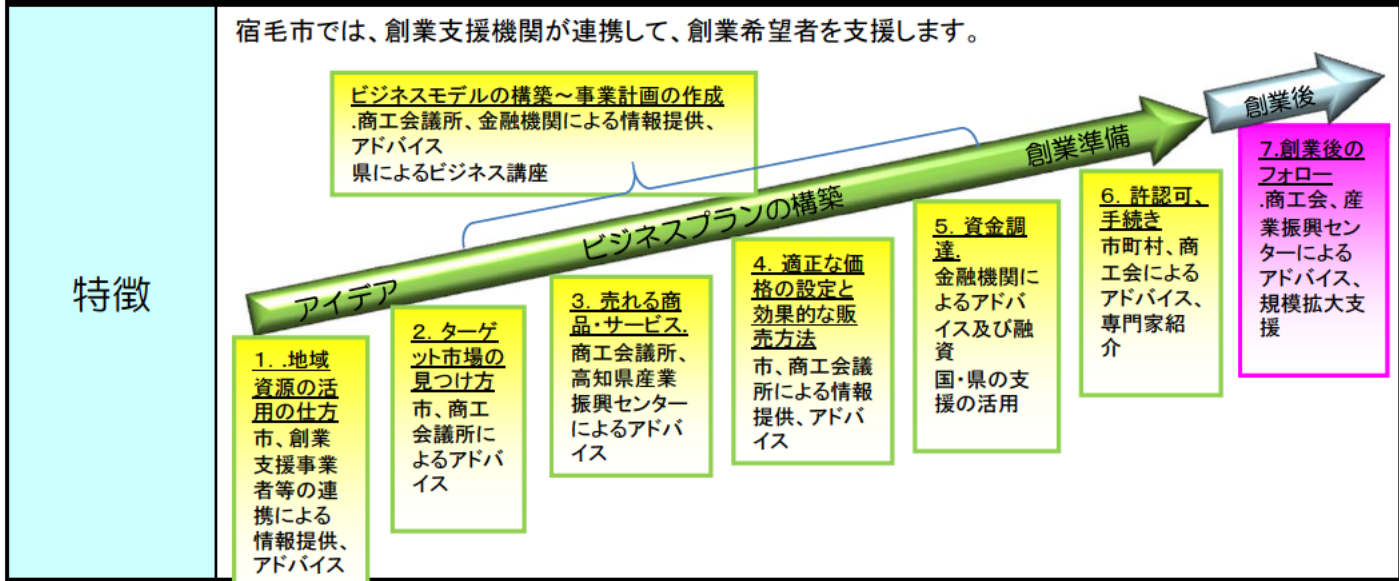 特徴
宿毛市では、創業支援機関が連携して、創業希望者を支援します。
ビジネスモデルの構築～事業計画の作成
.商工会議所、金融機関による情報提供、
アドバイス
県によるビジネス講座
アイデア
ビジネスプランの構築
創業準備
創業後
1. .地域
資源の活
用の仕方
市、創業
支援事業
者等の連
携による
情報提供、
アドバイス
2. ターゲ
ット市場の
見つけ方
市、商工
会議所に
よるアドバ
イス
3. 売れる商
品・サービス.
商工会議所、
高知県産業
振興センター
によるアドバ
イス
4. 適正な価
格の設定と
効果的な販
売方法
市、商工会議
所による情報
提供、アドバ
イス
5. 資金調
達.
金融機関に
よるアドバ
イス及び融
資
国・県の支
援の活用
6. 許認可、
手続き
市町村、商
工会による
アドバイス、
専門家紹
介
7.創業後の
フォロー
.商工会、産
業振興セン
ターによる
アドバイス、
規模拡大支
援